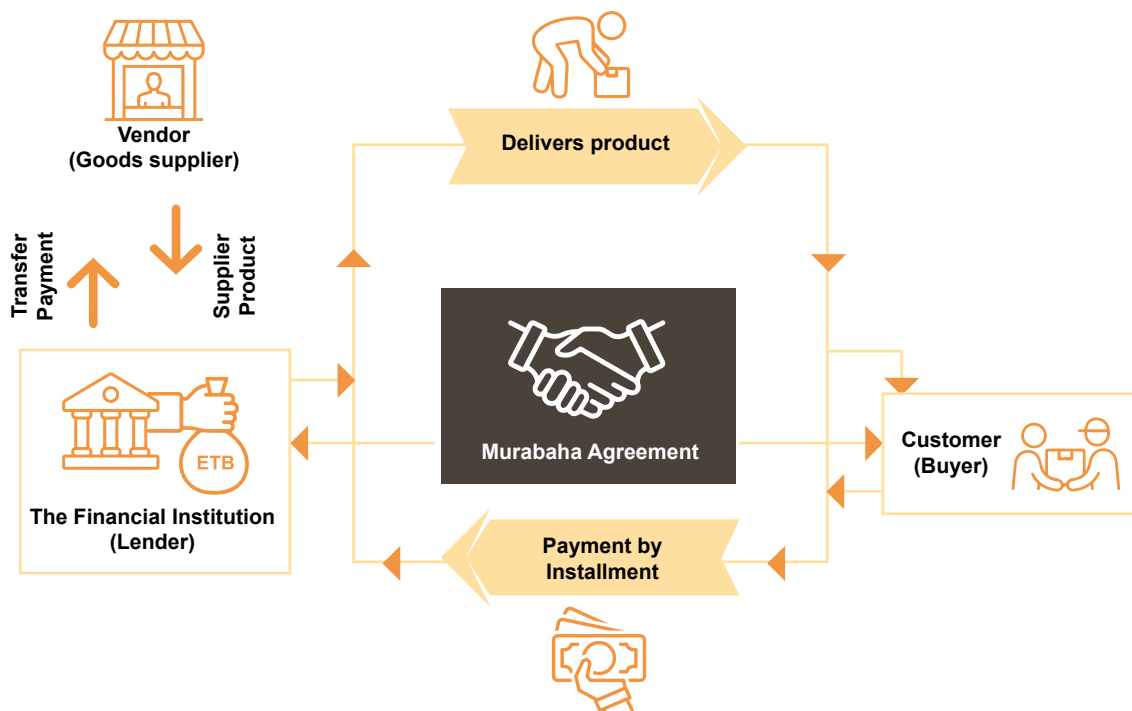 Delivers product
Vendor
(Goods supplier)
Transfer
Payment
Supplier
Product
Murabaha Agreement
ETB
The Financial Institution
(Lender)
Customer
(Buyer)
Payment by
Installment